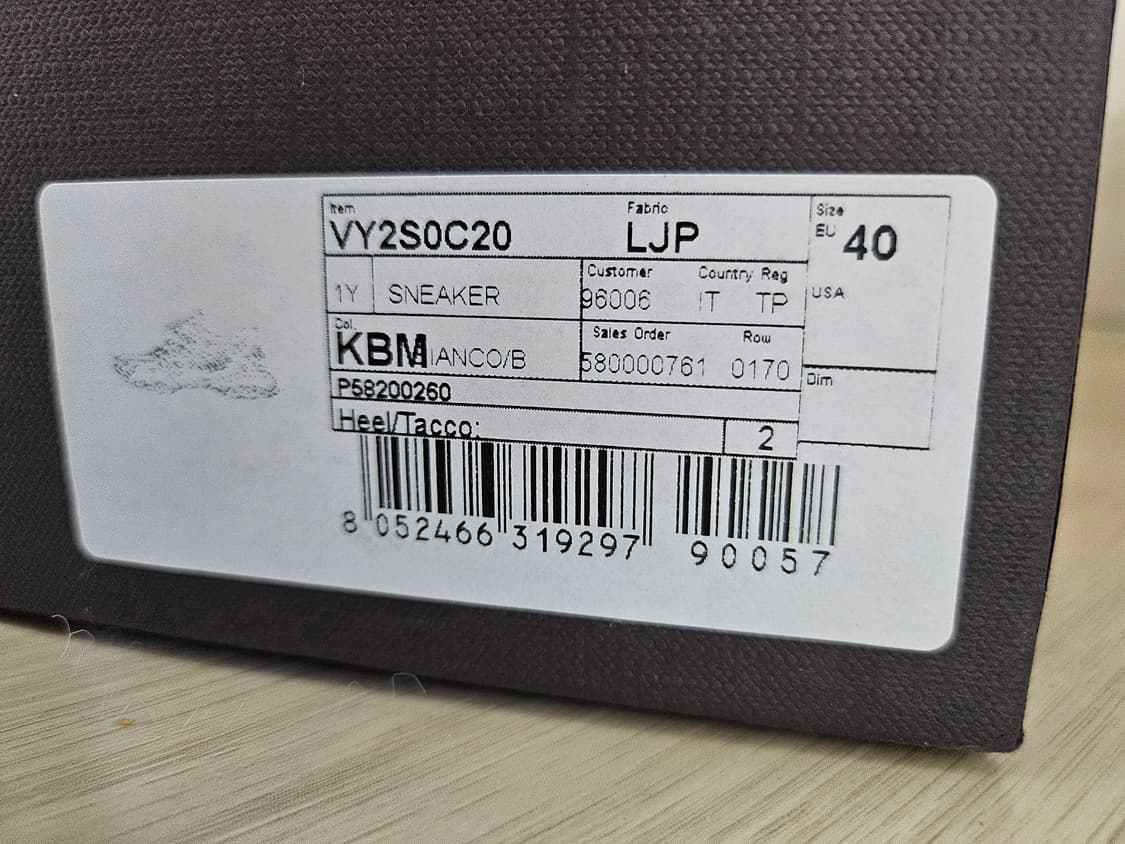 Item Fabric Size
VY2S0C20 LJP EU 40
Customer Country Reg
1Y SNEAKER 96006 IT TP USA
Col. Sales Order Row
KBM IANCO/B 580000761 0170
Dim
P58200260
Heel/Tacco: 2
8 052466 319297 90057